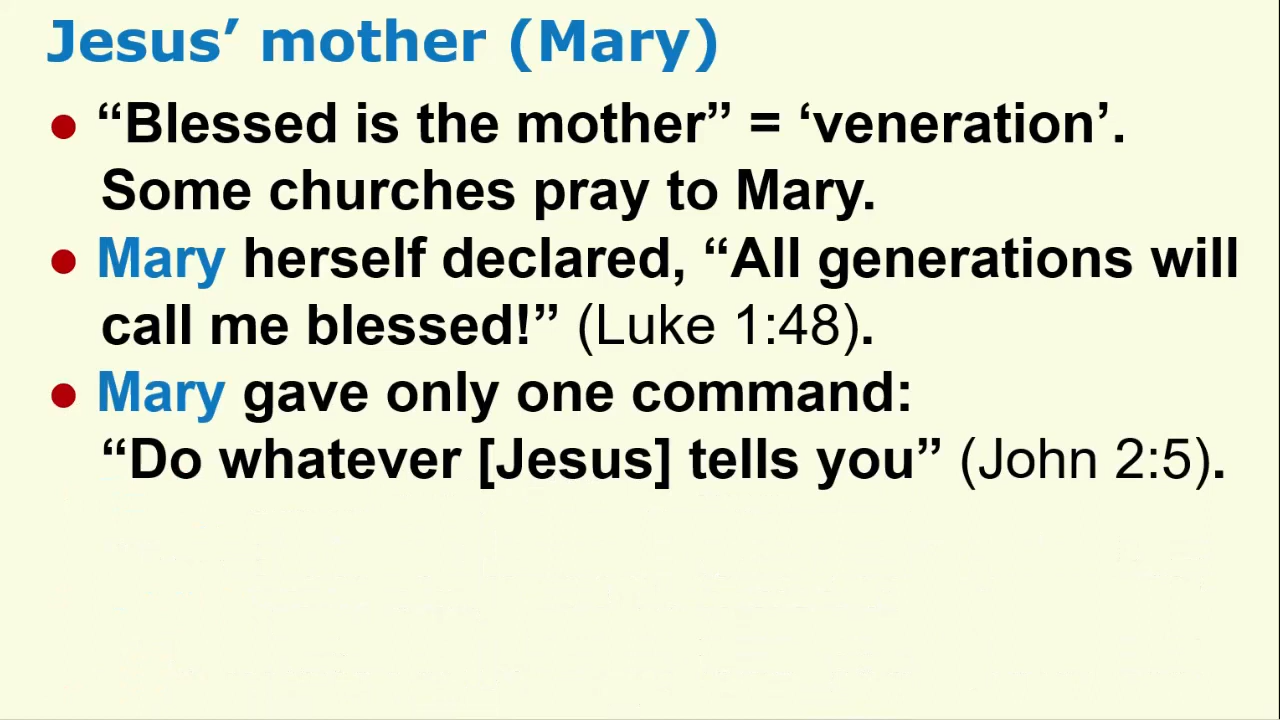 Jesus’ mother (Mary)
● “Blessed is the mother” = ‘veneration’.
Some churches pray to Mary.
● Mary herself declared, “All generations will
call me blessed!” (Luke 1:48).
● Mary gave only one command:
“Do whatever [Jesus] tells you” (John 2:5).